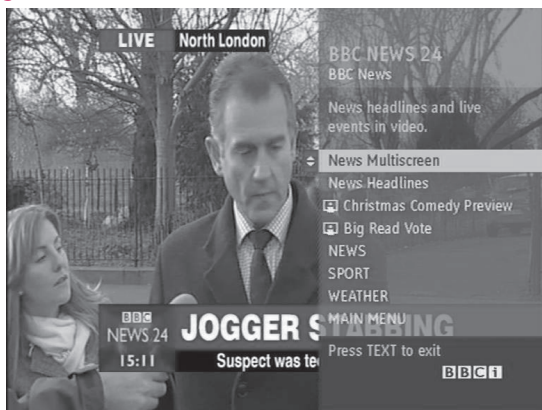 LIVE North London
BBC NEWS 24
BBC News
News headlines and live
events in video.
News Multiscreen
News Headlines
Christmas Comedy Preview
Big Read Vote
NEWS
SPORT
WEATHER
MAIN MENU
Press TEXT to exit
BBCi
BBC
NEWS 24
JOGGER STABBING
15:11
Suspect was